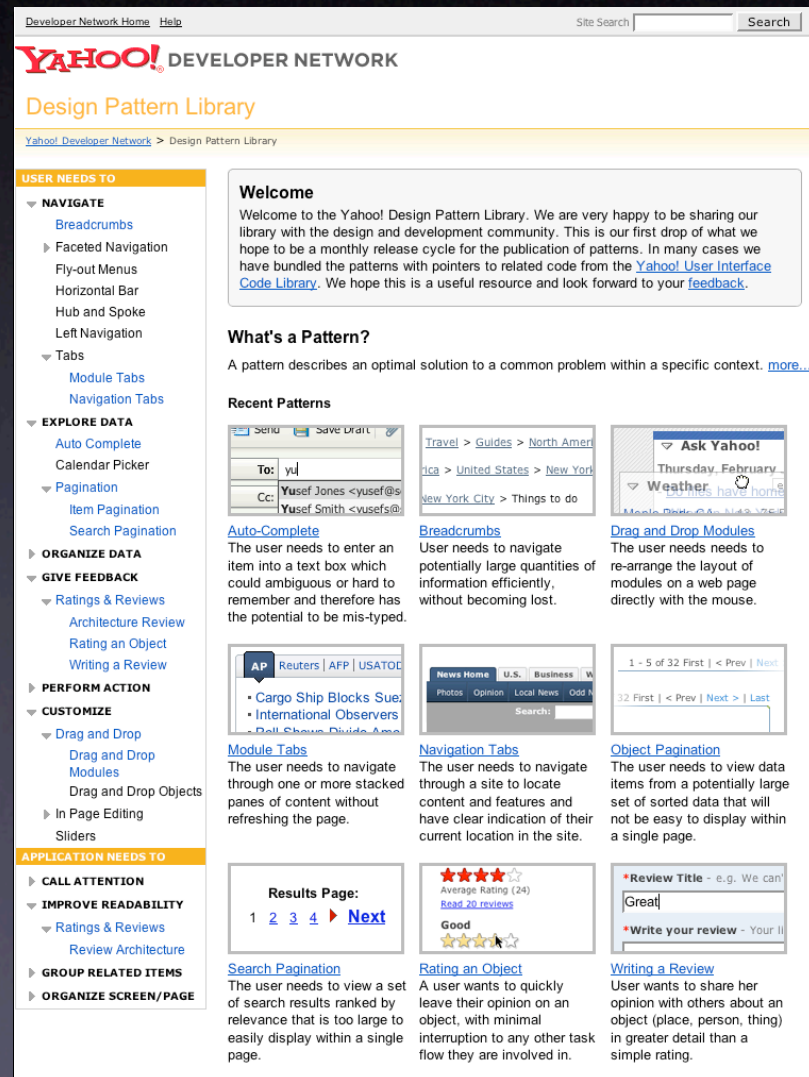 Developer Network Home Help
Site Search Search
YAHOO! DEVELOPER NETWORK
Design Pattern Library
Yahoo! Developer Network > Design Pattern Library
USER NEEDS TO
NAVIGATE
Breadcrumbs
Faceted Navigation
Fly-out Menus
Horizontal Bar
Hub and Spoke
Left Navigation
Tabs
Module Tabs
Navigation Tabs
EXPLORE DATA
Auto Complete
Calendar Picker
Pagination
Item Pagination
Search Pagination
ORGANIZE DATA
GIVE FEEDBACK
Ratings & Reviews
Architecture Review
Rating an Object
Writing a Review
PERFORM ACTION
CUSTOMIZE
Drag and Drop
Drag and Drop
Modules
Drag and Drop Objects
In Page Editing
Sliders
APPLICATION NEEDS TO
CALL ATTENTION
IMPROVE READABILITY
Ratings & Reviews
Review Architecture
GROUP RELATED ITEMS
ORGANIZE SCREEN/PAGE
Welcome
Welcome to the Yahoo! Design Pattern Library. We are very happy to be sharing our
library with the design and development community. This is our first drop of what we
hope to be a monthly release cycle for the publication of patterns. In many cases we
have bundled the patterns with pointers to related code from the Yahoo! User Interface
Code Library. We hope this is a useful resource and look forward to your feedback.
What's a Pattern?
A pattern describes an optimal solution to a common problem within a specific context. more...
Recent Patterns
Send Save Draft
To: yu
Cc: Yusef Jones <yusef@s
Yusef Smith <yusefs@
Auto-Complete
The user needs to enter an
item into a text box which
could ambiguous or hard to
remember and therefore has
the potential to be mis-typed.
Travel > Guides > North Ameri
rica > United States > New York
New York City > Things to do
Breadcrumbs
User needs to navigate
potentially large quantities of
information efficiently,
without becoming lost.
Ask Yahoo!
Thursday, February
Weather
Drag and Drop Modules
The user needs needs to
re-arrange the layout of
modules on a web page
directly with the mouse.
AP Reuters | AFP | USATOD
Cargo Ship Blocks Suez
International Observers
Module Tabs
The user needs to navigate
through one or more stacked
panes of content without
refreshing the page.
News Home U.S. Business W
Photos Opinion Local News Odd N
Search:
Navigation Tabs
The user needs to navigate
through a site to locate
content and features and
have clear indication of their
current location in the site.
1 - 5 of 32 First | < Prev | Next
32 First | < Prev | Next > | Last
Object Pagination
The user needs to view data
items from a potentially large
set of sorted data that will
not be easy to display within
a single page.
Results Page:
1 2 3 4 Next
Search Pagination
The user needs to view a set
of search results ranked by
relevance that is too large to
easily display within a single
page.
Average Rating (24)
Read 20 reviews
Good
Rating an Object
A user wants to quickly
leave their opinion on an
object, with minimal
interruption to any other task
flow they are involved in.
*Review Title - e.g. We can'
Great
*Write your review - Your li
Writing a Review
User wants to share her
opinion with others about an
object (place, person, thing)
in greater detail than a
simple rating.